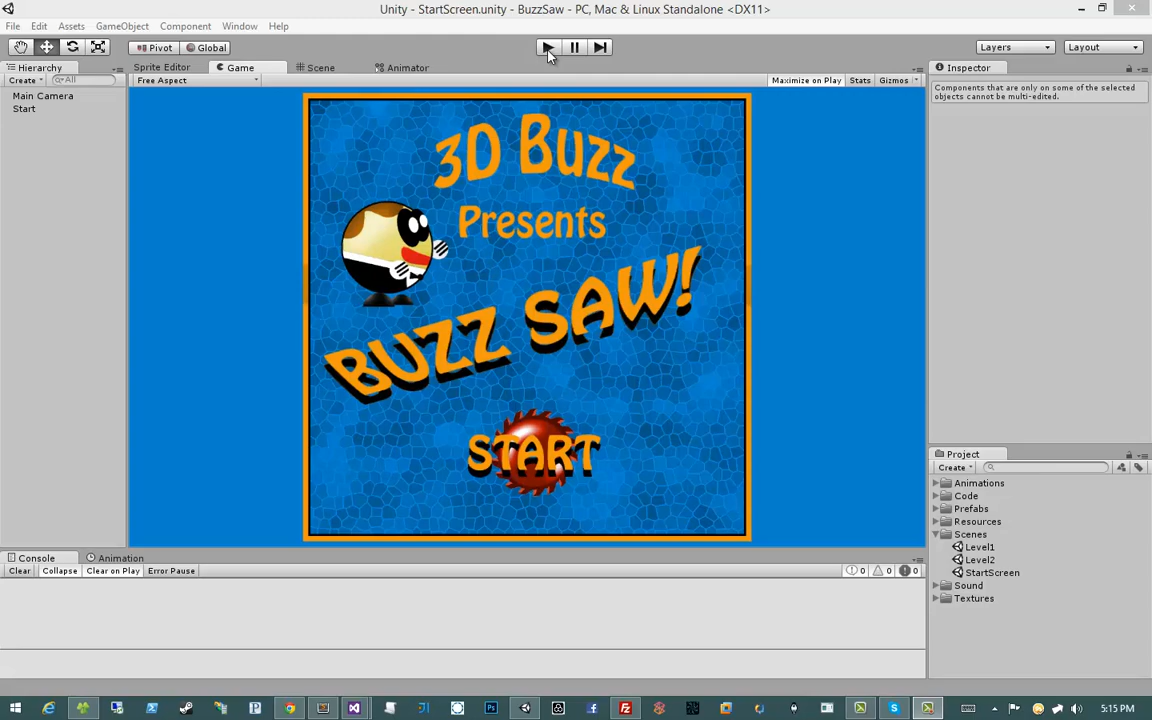 Unity - StartScreen.unity - BuzzSaw - PC, Mac & Linux Standalone <DX11>
File Edit Assets GameObject Component Window Help
Pivot Global Layers Layout
Hierarchy Sprite Editor Game Scene Animator Inspector
Create All Free Aspect Maximize on Play Stats Gizmos
Components that are only on some of the selected
objects cannot be multi-edited.
Main Camera
Start
3D Buzz
Presents
BUZZ SAW!
START
Project
Create
Animations
Code
Prefabs
Resources
Scenes
Level1
Level2
StartScreen
Sound
Textures
Console Animation
Clear Collapse Clear on Play Error Pause 0 0 0
5:15 PM